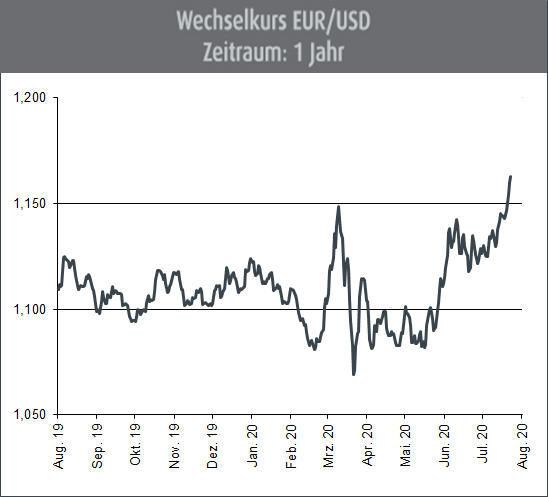 Wechselkurs EUR/USD
Zeitraum: 1 Jahr
1,200
1,150
1,100
1,050
Aug. 19
Sep. 19
Okt. 19
Nov. 19
Dez. 19
Jan. 20
Feb. 20
Mrz. 20
Apr. 20
Mai. 20
Jun. 20
Jul. 20
Aug. 20